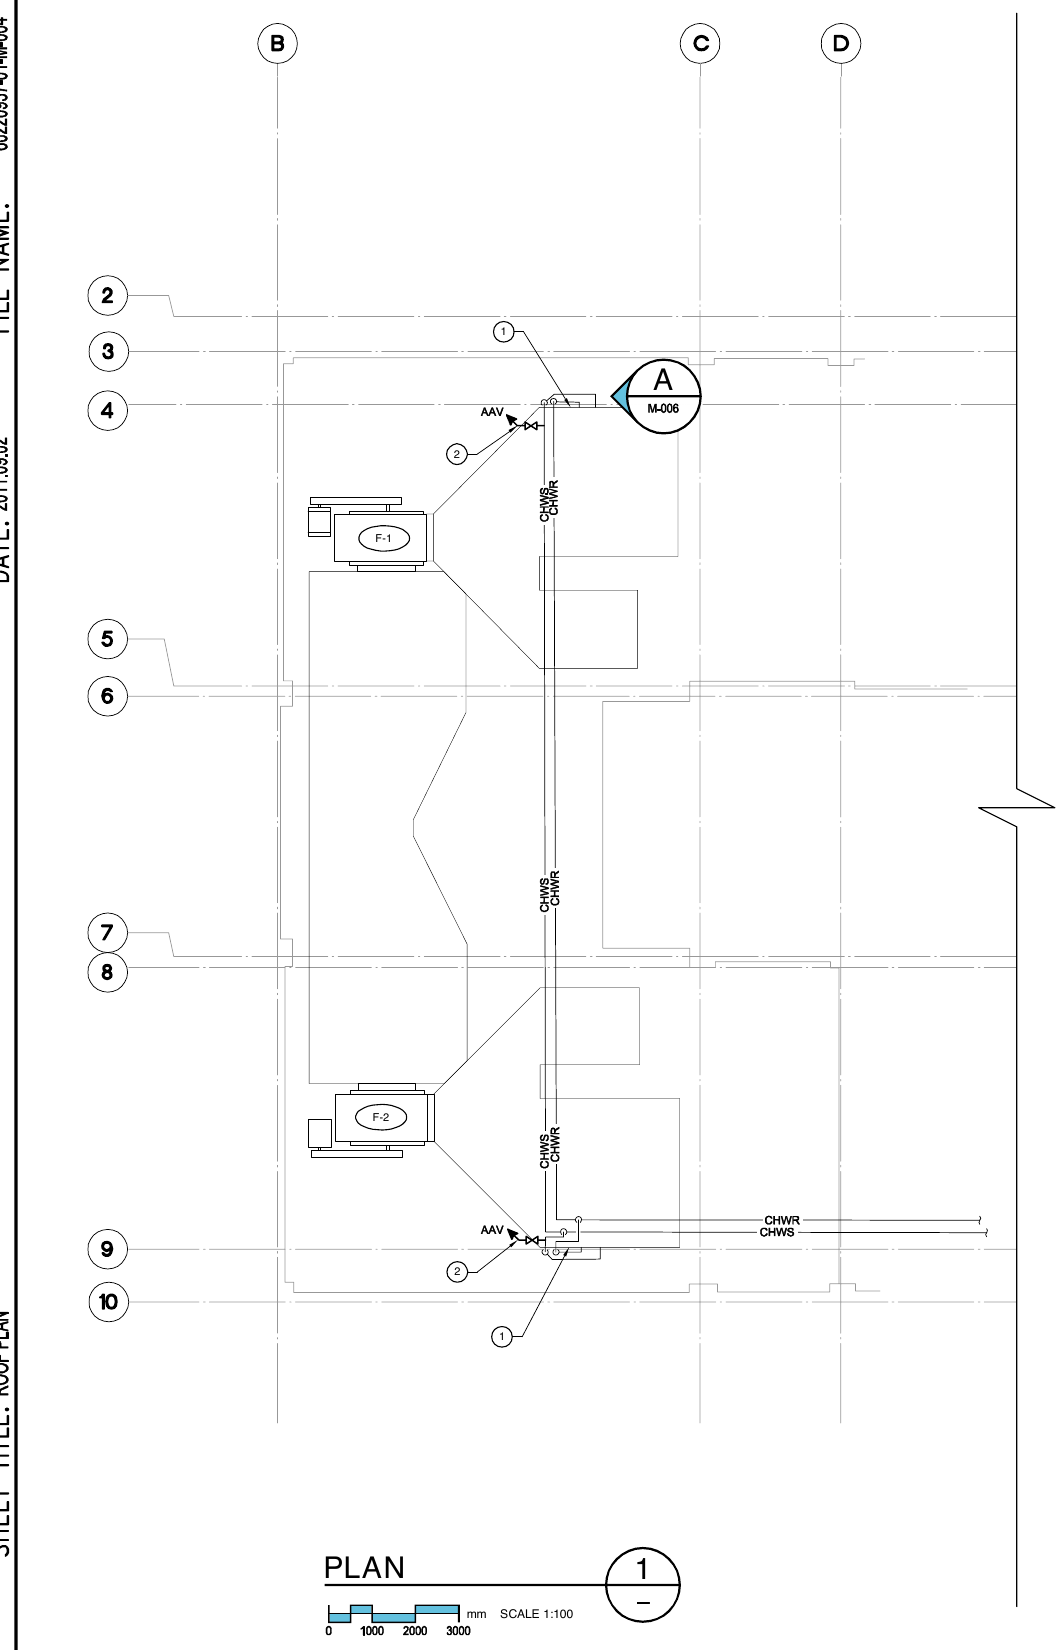 B
C
D
2
3
4
5
6
7
8
9
10
1
A
M-006
AAV
2
CHWS
CHWR
F-1
CHWS
CHWR
F-2
CHWS
CHWR
CHWR
CHWS
AAV
2
1
PLAN
1
–
mm SCALE 1:100
0 1000 2000 3000
FILE NAME:
DATE: 2011.09.02
SHEET TITLE: ROOF PLAN